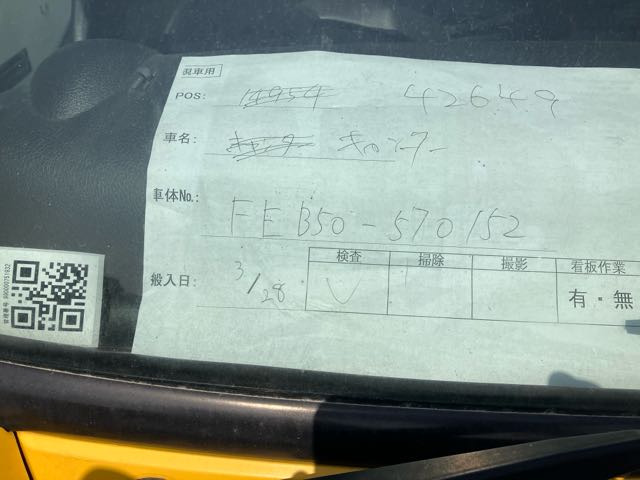 現車用
POS: 14954 42649
車名: キャンター
車体No.: FEB50-570152
搬入日: 3/28
検査 掃除 撮影 看板作業
✓ 有・無